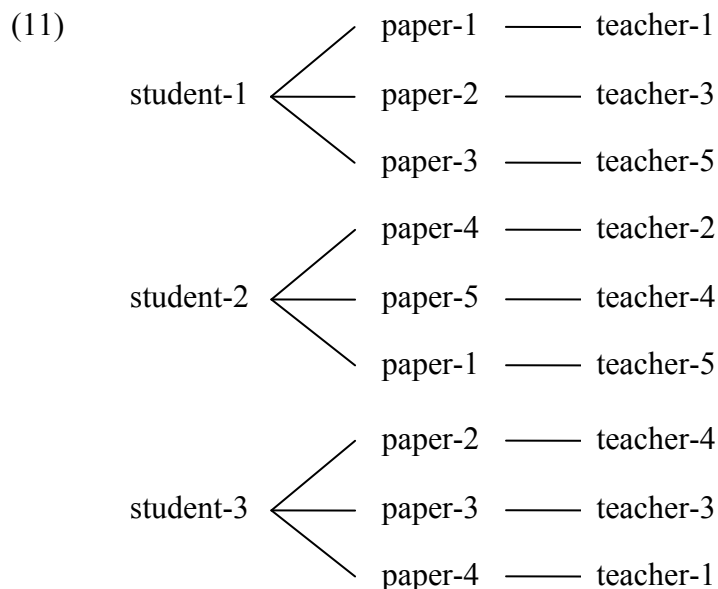 (11) paper-1 teacher-1
student-1 paper-2 teacher-3
paper-3 teacher-5
paper-4 teacher-2
student-2 paper-5 teacher-4
paper-1 teacher-5
paper-2 teacher-4
student-3 paper-3 teacher-3
paper-4 teacher-1